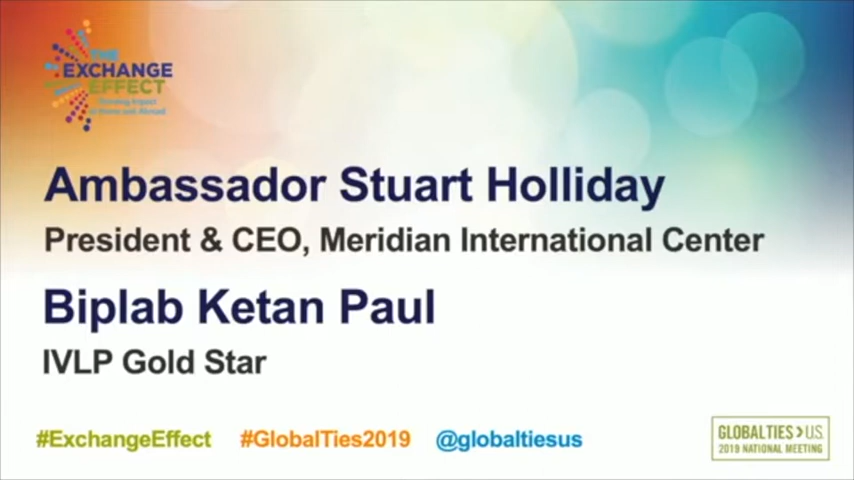 THE
EXCHANGE
EFFECT
Ambassador Stuart Holliday
President & CEO, Meridian International Center
Biplab Ketan Paul
IVLP Gold Star
#ExchangeEffect #GlobalTies2019 @globaltiesus
GLOBALTIES>U.S.
2019 NATIONAL MEETING